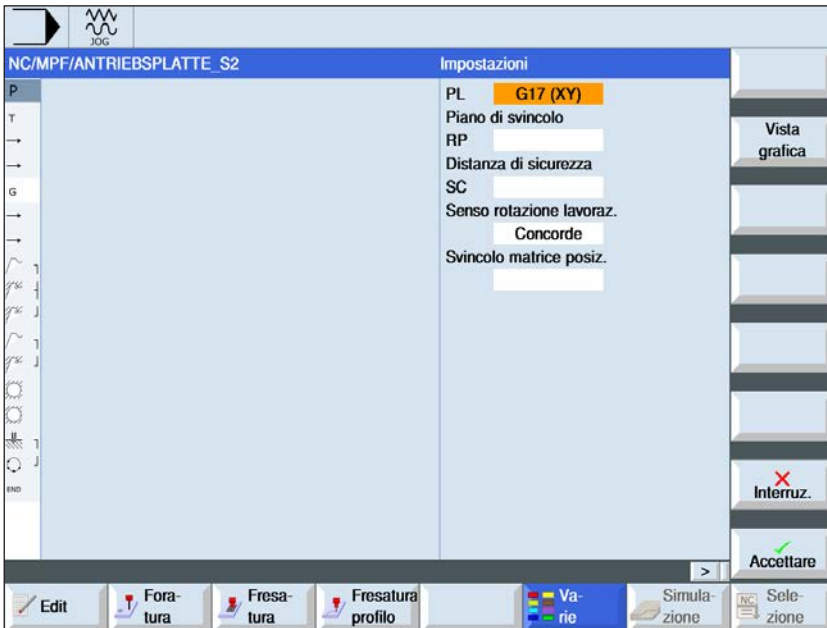 JOG
NC/MPF/ANTRIEBSPLATTE_S2
Impostazioni
P
T
G
END
PL G17 (XY)
Piano di svincolo
RP
Distanza di sicurezza
SC
Senso rotazione lavoraz.
Concorde
Svincolo matrice posiz.
Vista
grafica
Interruz.
Accettare
>
Edit
Fora-
tura
Fresa-
tura
Fresatura
profilo
Va-
rie
Simula-
zione
NC
Sele-
zione